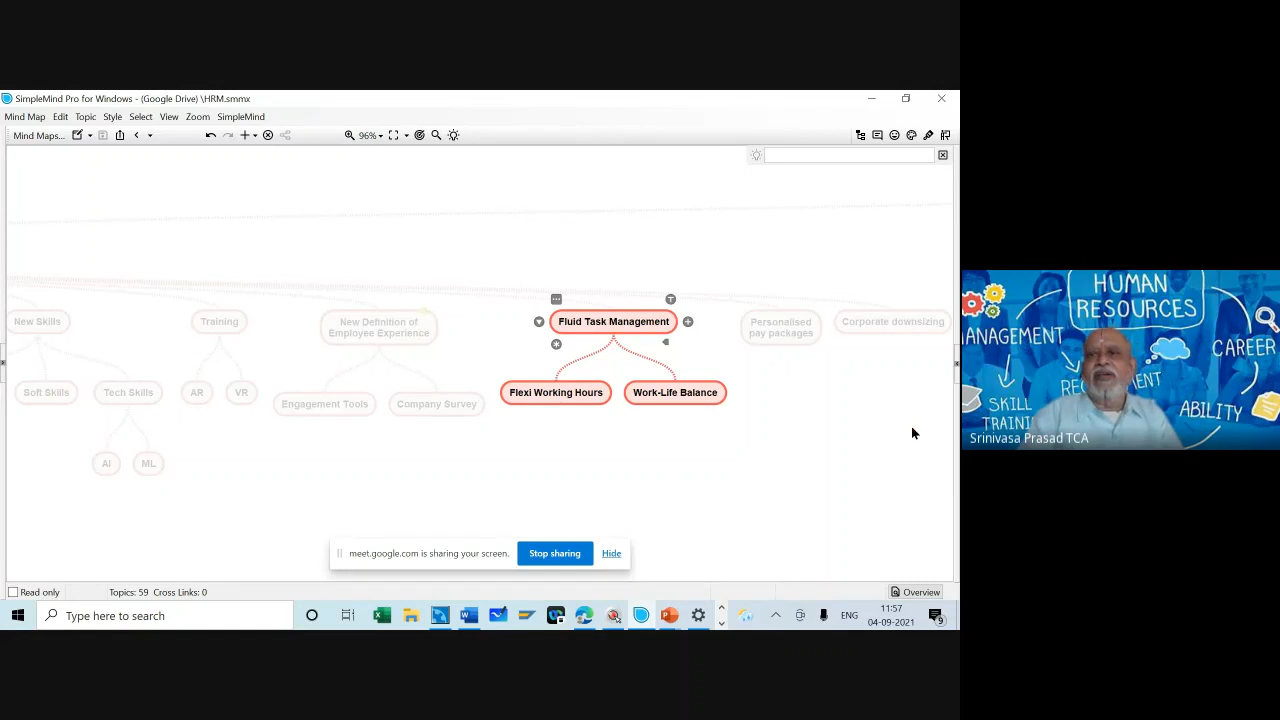 SimpleMind Pro for Windows - (Google Drive) \HRM.smmx
Mind Map Edit Topic Style Select View Zoom SimpleMind
Mind Maps... 96%
New Skills
Training
New Definition of
Employee Experience
Fluid Task Management
Personalised
pay packages
Corporate downsizing
Soft Skills
Tech Skills
AR
VR
Engagement Tools
Company Survey
Flexi Working Hours
Work-Life Balance
AI
ML
meet.google.com is sharing your screen.
Stop sharing
Hide
Read only
Topics: 59 Cross Links: 0
Overview
Type here to search
ENG
11:57
04-09-2021
9
HUMAN
RESOURCES
MANAGEMENT
CAREER
SKILL
ABILITY
Srinivasa Prasad TCA